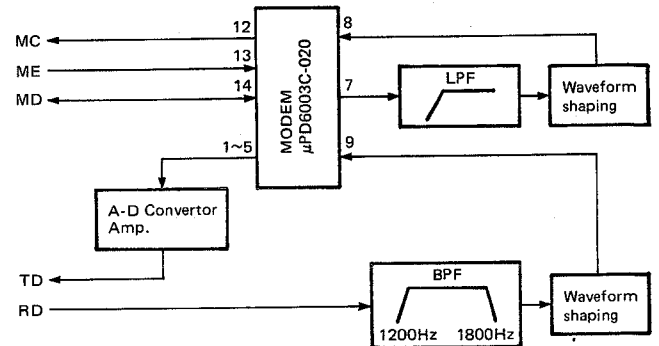 MC
12
8
ME
13
MD
14
MODEM
μPD6003C-020
7
LPF
Waveform
shaping
1~5
9
A-D Convertor
Amp.
TD
RD
BPF
1200Hz 1800Hz
Waveform
shaping